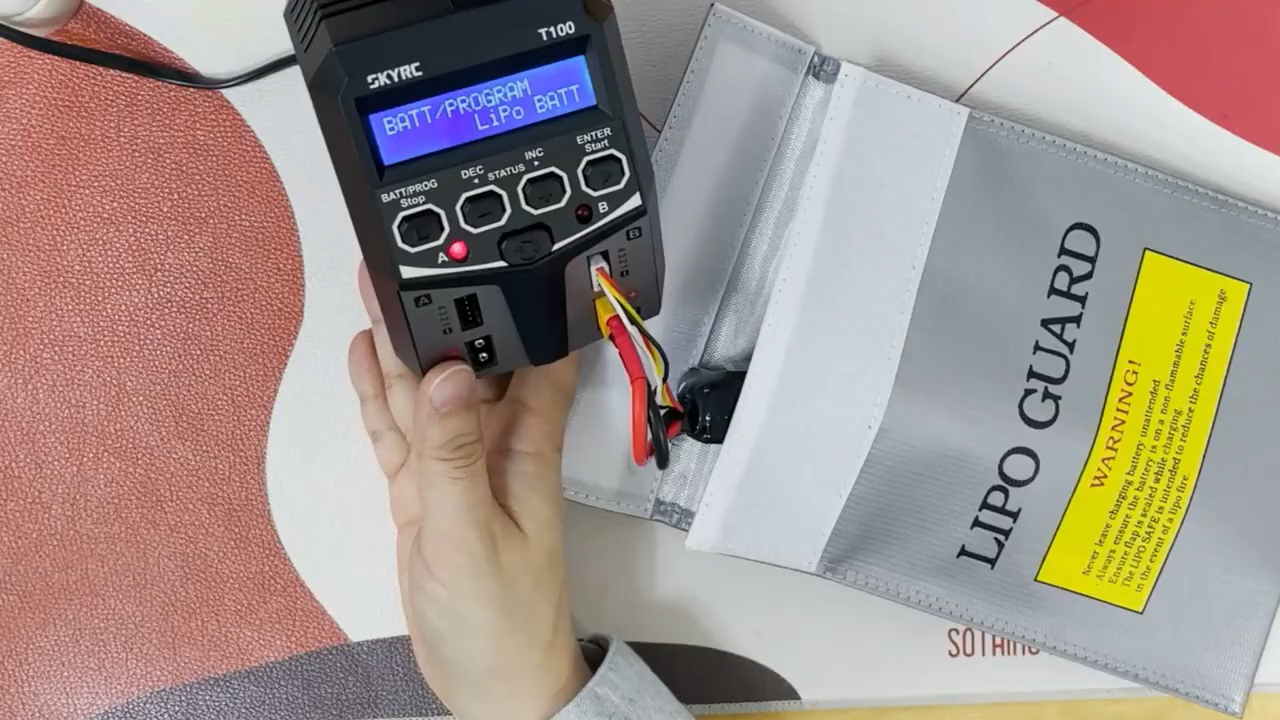 T100
SKYRC
BATT/PROGRAM
LiPo BATT
BATT/PROG
Stop
DEC
STATUS
INC
ENTER
Start
A
B
A
B
4321
4321
LIPO GUARD
WARNING!
Never leave charging battery unattended
Always ensure the battery is on a non-flammable surface.
Ensure flap is sealed while charging.
The LIPO SAFE is intended to reduce the chances of damage
in the event of a lipo fire.